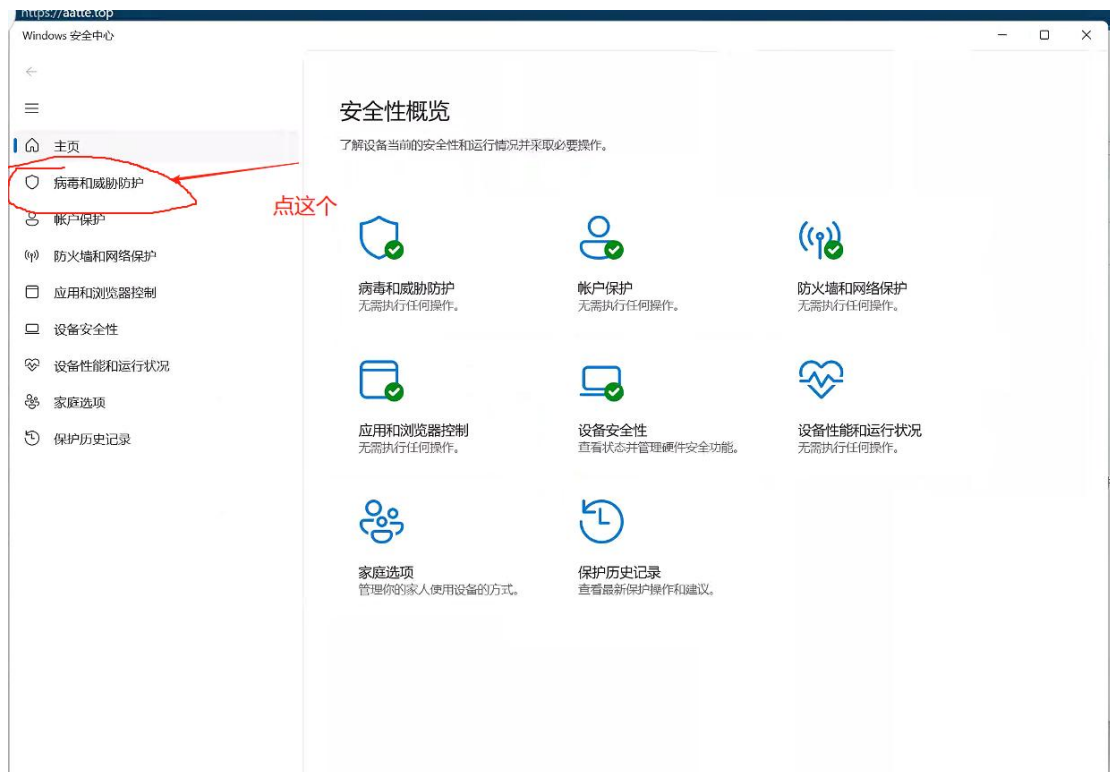 https://aatte.top
Windows 安全中心
安全性概览
了解设备当前的安全性和运行情况并采取必要操作。
主页
病毒和威胁防护
帐户保护
防火墙和网络保护
应用和浏览器控制
设备安全性
设备性能和运行状况
家庭选项
保护历史记录
点这个
病毒和威胁防护
无需执行任何操作。
帐户保护
无需执行任何操作。
防火墙和网络保护
无需执行任何操作。
应用和浏览器控制
无需执行任何操作。
设备安全性
查看状态并管理硬件安全功能。
设备性能和运行状况
无需执行任何操作。
家庭选项
管理你的家人使用设备的方式。
保护历史记录
查看最新保护操作和建议。